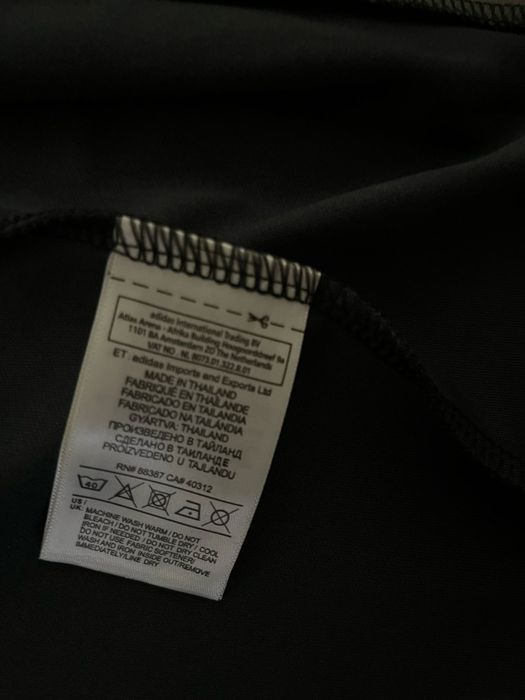 adidas International Trading BV
Atlas Arena - Afrika Building Hoogoorddreef 9a
1101 BA Amsterdam ZO The Netherlands
VAT NO.: NL 8073.01.322.B.01
ET: adidas Imports and Exports Ltd
MADE IN THAILAND
FABRIQUÉ EN THAÏLANDE
FABRICADO EN TAILANDIA
FABRICADO NA TAILÂNDIA
GYÁRTVA: THAILAND
ПРОИЗВЕДЕНО В ТАЙЛАНД
СДЕЛАНО В ТАИЛАНДЕ
PROIZVEDENO U TAJLANDU
RN# 88387 CA# 40312
40
US /
UK: MACHINE WASH WARM / DO NOT
BLEACH / DO NOT TUMBLE DRY / COOL
IRON IF NEEDED / DO NOT DRY CLEAN
DO NOT USE FABRIC SOFTENER/
WASH AND IRON INSIDE OUT/REMOVE
IMMEDIATELY/LINE DRY